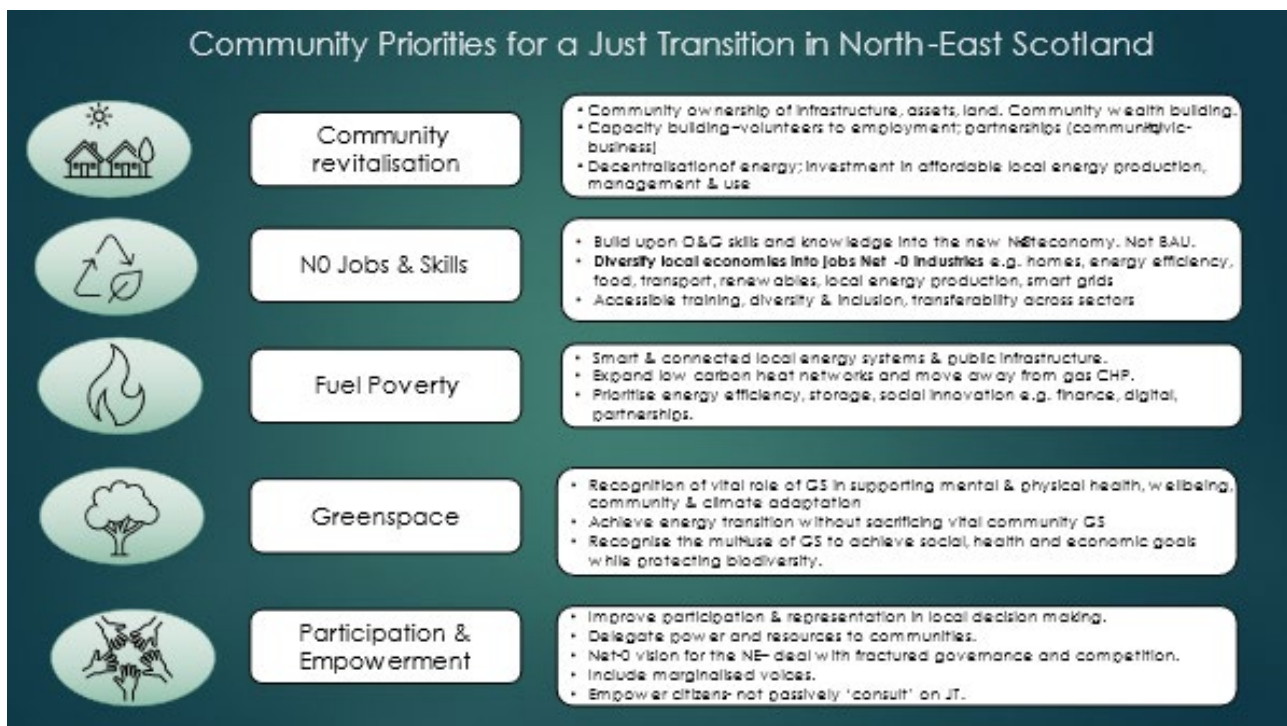 Community Priorities for a Just Transition in North-East Scotland
Community
revitalisation
• Community ownership of infrastructure, assets, land. Community wealth building.
• Capacity building–volunteers to employment; partnerships (community
business)
• Decentralisation of energy; investment in affordable local energy production,
management & use
N0 Jobs & Skills
• Build upon O&G skills and knowledge into the new economy. Not BAU.
• Diversify local economies into jobs Net -0 industries e.g. homes, energy efficiency,
food, transport, renewables, local energy production, smart grids
• Accessible training, diversity & inclusion, transferability across sectors
Fuel Poverty
• Smart & connected local energy systems & public infrastructure.
• Expand low carbon heat networks and move away from gas CHP.
• Prioritise energy efficiency, storage, social innovation e.g. finance, digital,
partnerships.
Greenspace
• Recognition of vital role of GS in supporting mental & physical health, wellbeing,
community & climate adaptation
• Achieve energy transition without sacrificing vital community GS
• Recognise the multi-use of GS to achieve social, health and economic goals
while protecting biodiversity.
Participation &
Empowerment
• Improve participation & representation in local decision making.
• Delegate power and resources to communities.
• Net-0 vision for the NE– deal with fractured governance and competition.
• Include marginalised voices.
• Empower citizens- not passively ‘consult’ on JT.